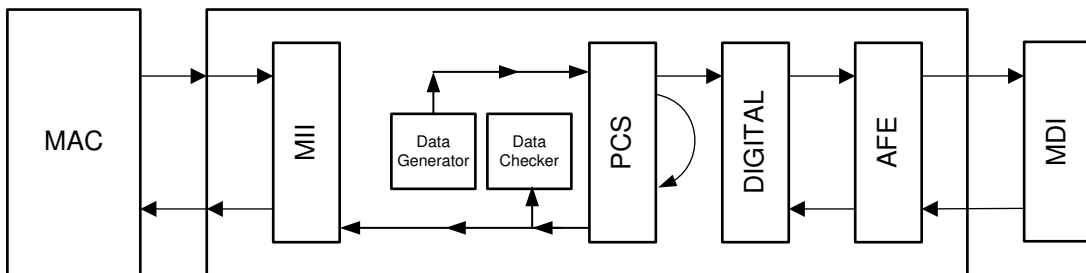 MAC
MII
Data
Generator
Data
Checker
PCS
DIGITAL
AFE
MDI